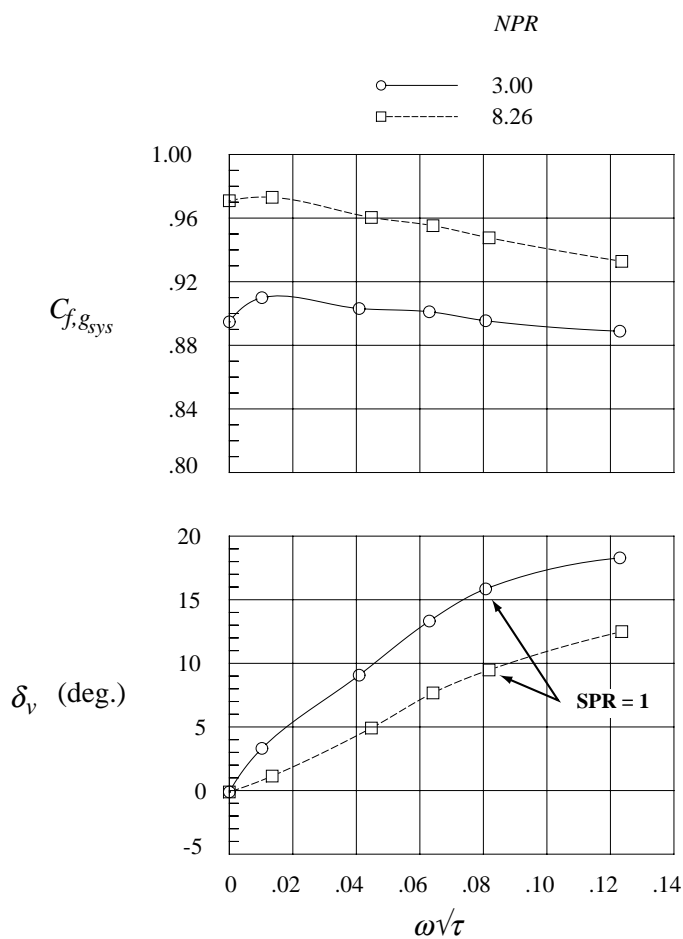 NPR
3.00
8.26
1.00
.96
.92
.88
.84
.80
C_{f,g_{sys}}
20
15
10
5
0
-5
δ_v (deg.)
SPR = 1
0 .02 .04 .06 .08 .10 .12 .14
ω√τ